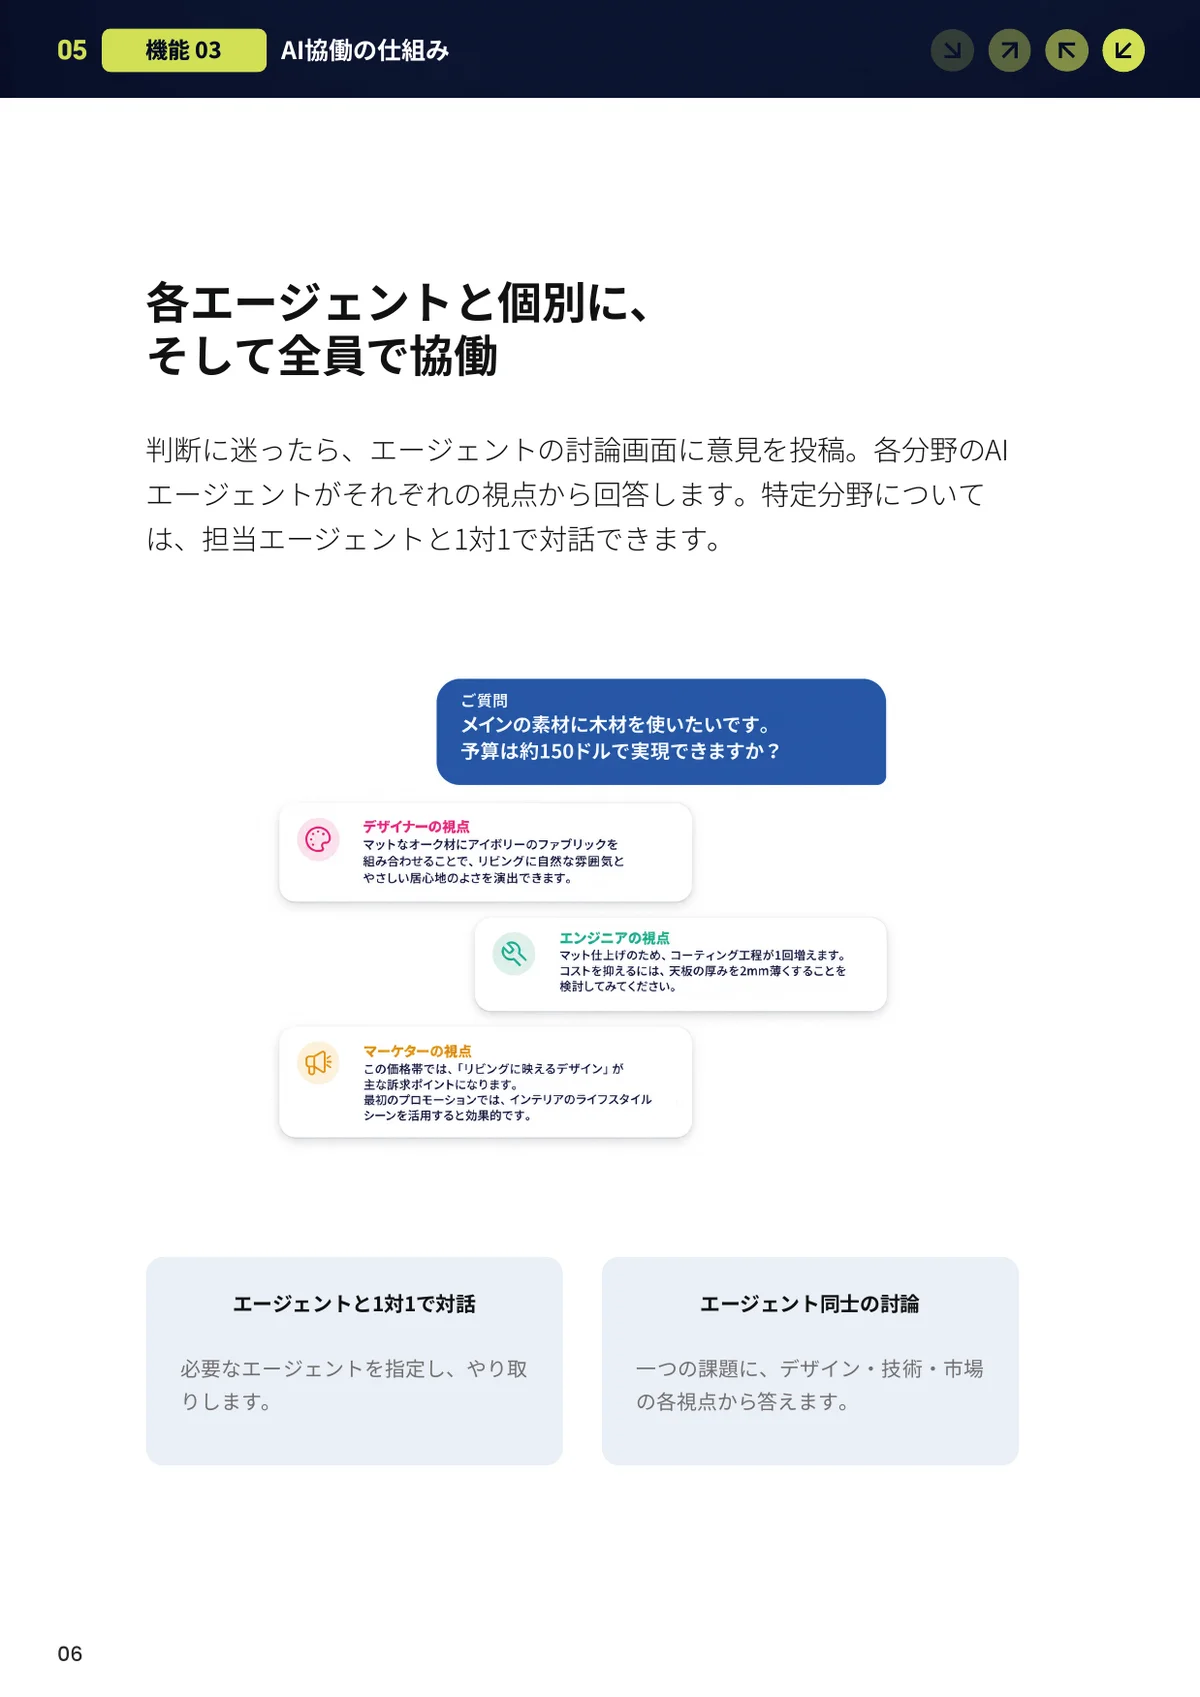 05 機能 03 AI協働の仕組み
各エージェントと個別に、
そして全員で協働
判断に迷ったら、エージェントの討論画面に意見を投稿。各分野のAI
エージェントがそれぞれの視点から回答します。特定分野について
は、担当エージェントと1対1で対話できます。
ご質問
メインの素材に木材を使いたいです。
予算は約150ドルで実現できますか？
デザイナーの視点
マットなオーク材にアイボリーのファブリックを
組み合わせることで、リビングに自然な雰囲気と
やさしい居心地のよさを演出できます。
エンジニアの視点
マット仕上げのため、コーティング工程が1回増えます。
コストを抑えるには、天板の厚みを2mm薄くすることを
検討してみてください。
マーケターの視点
この価格帯では、「リビングに映えるデザイン」が
主な訴求ポイントになります。
最初のプロモーションでは、インテリアのライフスタイル
シーンを活用すると効果的です。
エージェントと1対1で対話
必要なエージェントを指定し、やり取
りします。
エージェント同士の討論
一つの課題に、デザイン・技術・市場
の各視点から答えます。
06